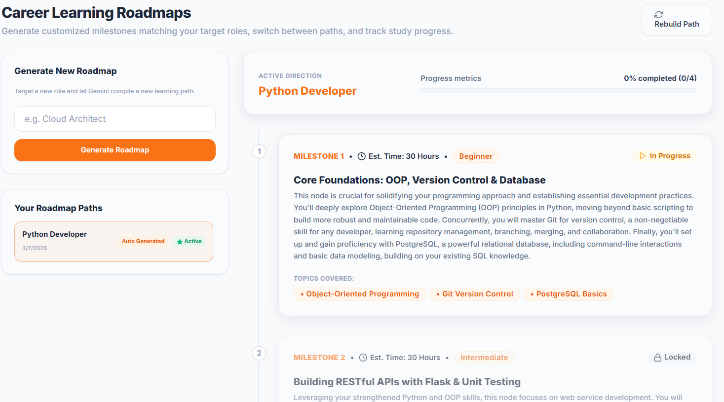 Career Learning Roadmaps
Generate customized milestones matching your target roles, switch between paths, and track study progress.
Rebuild Path
Generate New Roadmap
Target a new role and let Gemini compile a new learning path.
e.g. Cloud Architect
Generate Roadmap
Your Roadmap Paths
Python Developer
3/7/2026
Auto Generated
Active
ACTIVE DIRECTION
Python Developer
Progress metrics
0% completed (0/4)
1
MILESTONE 1 • Est. Time: 30 Hours • Beginner
In Progress
Core Foundations: OOP, Version Control & Database
This node is crucial for solidifying your programming approach and establishing essential development practices.
You'll deeply explore Object-Oriented Programming (OOP) principles in Python, moving beyond basic scripting to
build more robust and maintainable code. Concurrently, you will master Git for version control, a non-negotiable
skill for any developer, learning repository management, branching, merging, and collaboration. Finally, you'll set
up and gain proficiency with PostgreSQL, a powerful relational database, including command-line interactions
and basic data modeling, building on your existing SQL knowledge.
TOPICS COVERED:
• Object-Oriented Programming
• Git Version Control
• PostgreSQL Basics
2
MILESTONE 2 • Est. Time: 30 Hours • Intermediate
Locked
Building RESTful APIs with Flask & Unit Testing
Leveraging your strengthened Python and OOP skills, this node focuses on web service development. You will